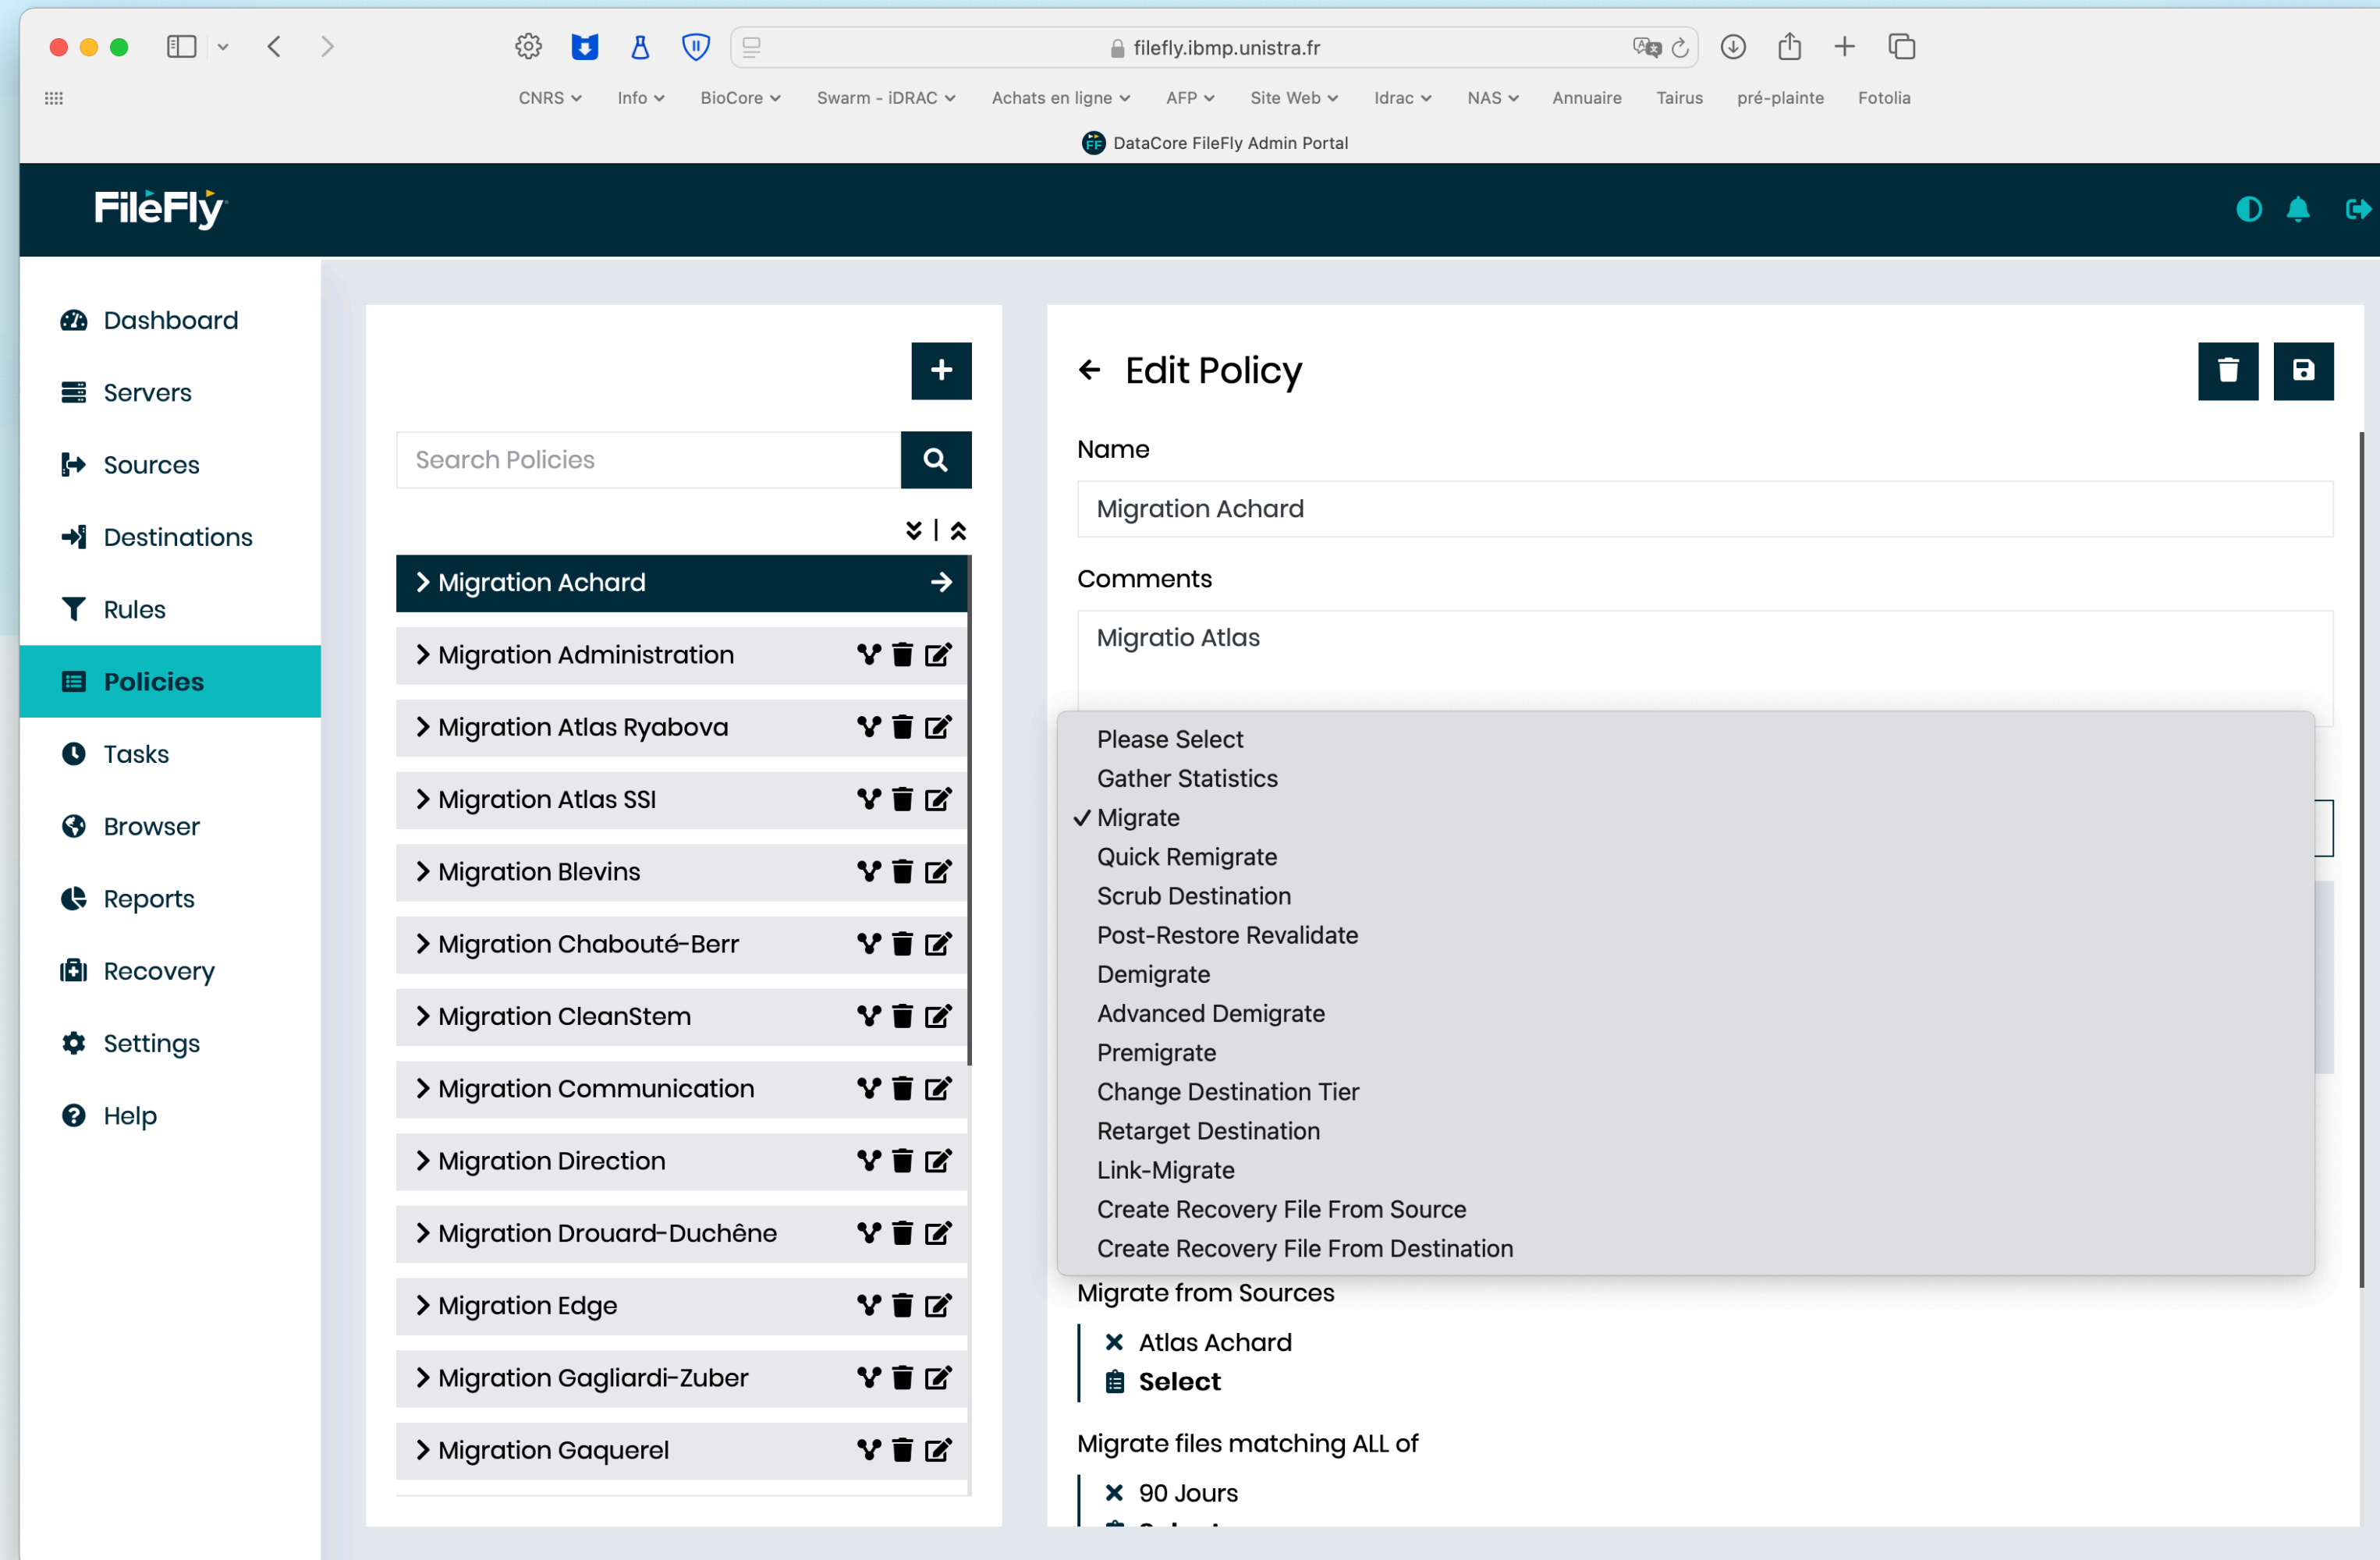 filefly.ibmp.unistra.fr
CNRS Info BioCore Swarm - iDRAC Achats en ligne AFP Site Web Idrac NAS Annuaire Tairus pré-plainte Fotolia
FF DataCore FileFly Admin Portal
FileFly
Dashboard
Servers
Sources
Destinations
Rules
Policies
Tasks
Browser
Reports
Recovery
Settings
Help
Search Policies
Migration Achard
Migration Administration
Migration Atlas Ryabova
Migration Atlas SSI
Migration Blevins
Migration Chabouté-Berr
Migration CleanStem
Migration Communication
Migration Direction
Migration Drouard-Duchêne
Migration Edge
Migration Gagliardi-Zuber
Migration Gaquerel
Edit Policy
Name
Migration Achard
Comments
Migratio Atlas
Please Select
Gather Statistics
✓ Migrate
Quick Remigrate
Scrub Destination
Post-Restore Revalidate
Demigrate
Advanced Demigrate
Premigrate
Change Destination Tier
Retarget Destination
Link-Migrate
Create Recovery File From Source
Create Recovery File From Destination
Migrate from Sources
Atlas Achard
Select
Migrate files matching ALL of
90 Jours